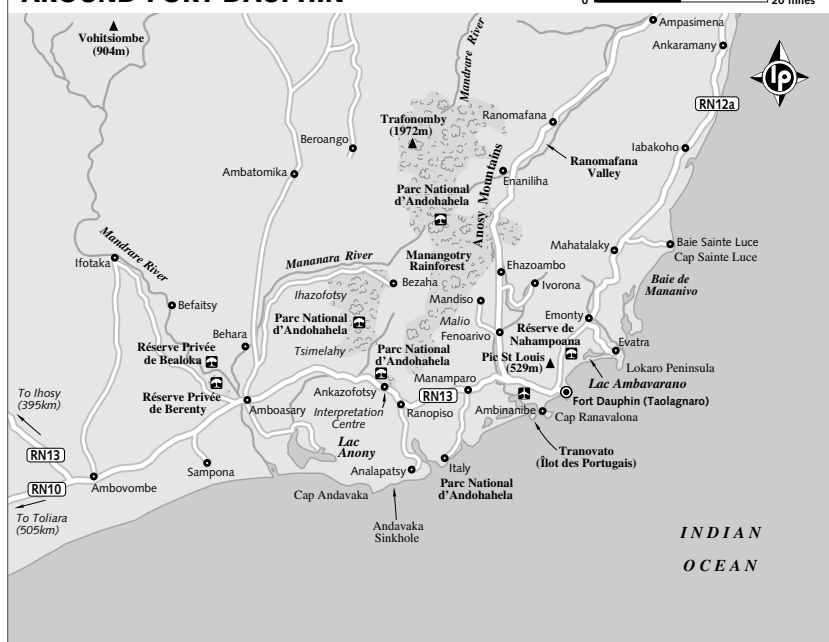 AROUND FORT DAUPHIN
0
20 miles
Vohitsiombe
(904m)
Mandrare River
Ampasimena
Ankaramany
lp
RN12a
Trafonomby
(1972m)
Ranomafana
Beroango
Iabakoho
Ranomafana
Valley
Ambatomika
Enaniliha
Anosy Mountains
Parc National
d'Andohahela
Mandrare River
Mahatalaky
Baie Sainte Luce
Cap Sainte Luce
Ifotaka
Mananara River
Manangotry
Rainforest
Ehazoambo
Bezaha
Ivorona
Baie de
Mananivo
Ihazofotsy
Befaitsy
Mandiso
Parc National
d'Andohahela
Malio
Emonty
Behara
Fenoarivo
Réserve de
Nahampoana
Réserve Privée
de Bealoka
Tsimelahy
Parc National
d'Andohahela
Pic St Louis
(529m)
Evatra
Lokaro Peninsula
Lac Ambavarano
To Ihosy
(395km)
Réserve Privée
de Berenty
Ankazofotsy
Manamparo
RN13
Fort Dauphin (Taolagnaro)
Amboasary
Interpretation
Centre
Ranopiso
Ambinanibe
Cap Ranavalona
Lac
Anony
Tranovato
(Îlot des Portugais)
RN13
Sampona
Analapatsy
Italy
RN10
Ambovombe
Cap Andavaka
Parc National
d'Andohahela
To Toliara
(505km)
Andavaka
Sinkhole
INDIAN
OCEAN